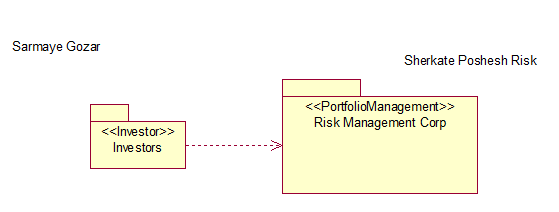 Sarmaye Gozar
Sherkate Poshesh Risk
<<Investor>>
Investors
<<PortfolioManagement>>
Risk Management Corp